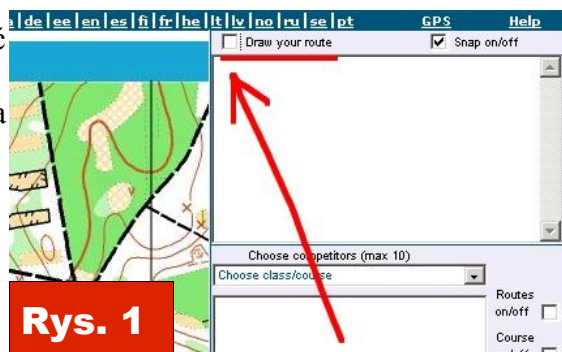 de|ee|en|es|fi|fr|he|lt|lv|no|ru|se|pt GPS Help
ć
Draw your route Snap on/off
a
Choose competitors (max 10)
Choose class/course
Routes
on/off
Rys. 1
Course